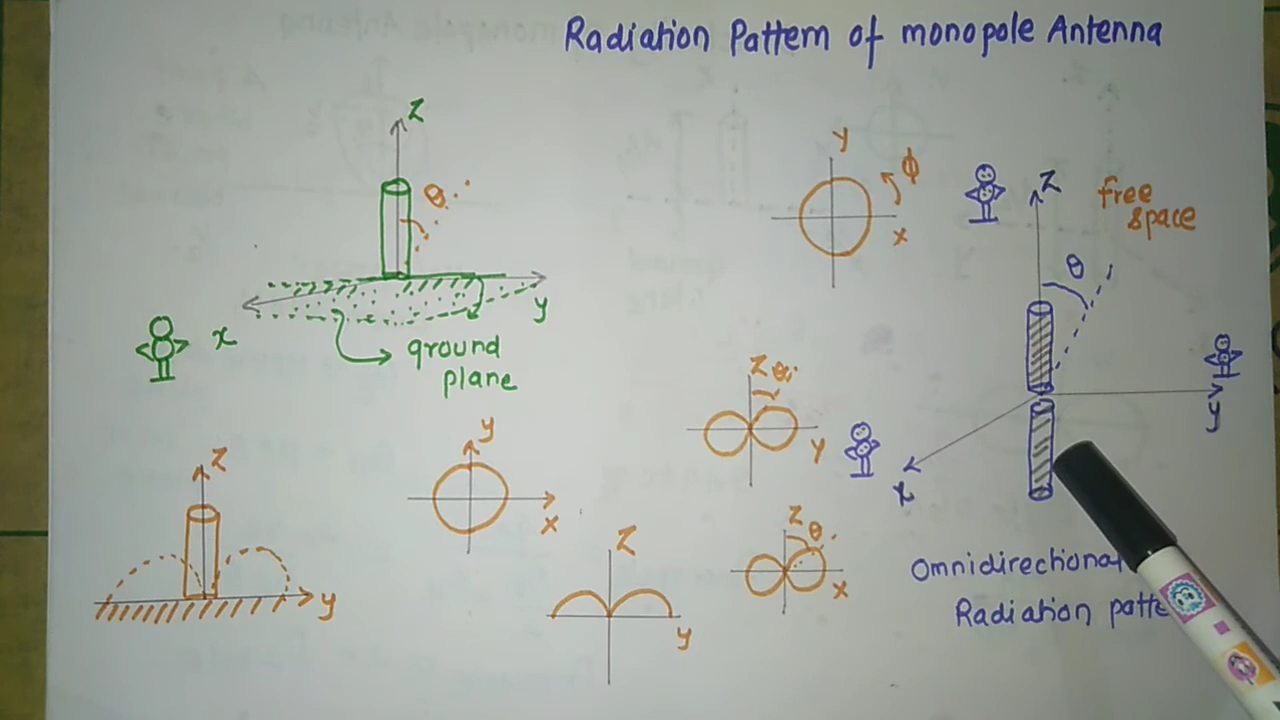 Radiation Pattern of monopole Antenna
z
θ
y
x
ground
plane
z
y
y
x
z
y
y
ϕ
x
z
θ
y
z
θ
x
z
free
space
θ
y
x
Omnidirectional
Radiation patte